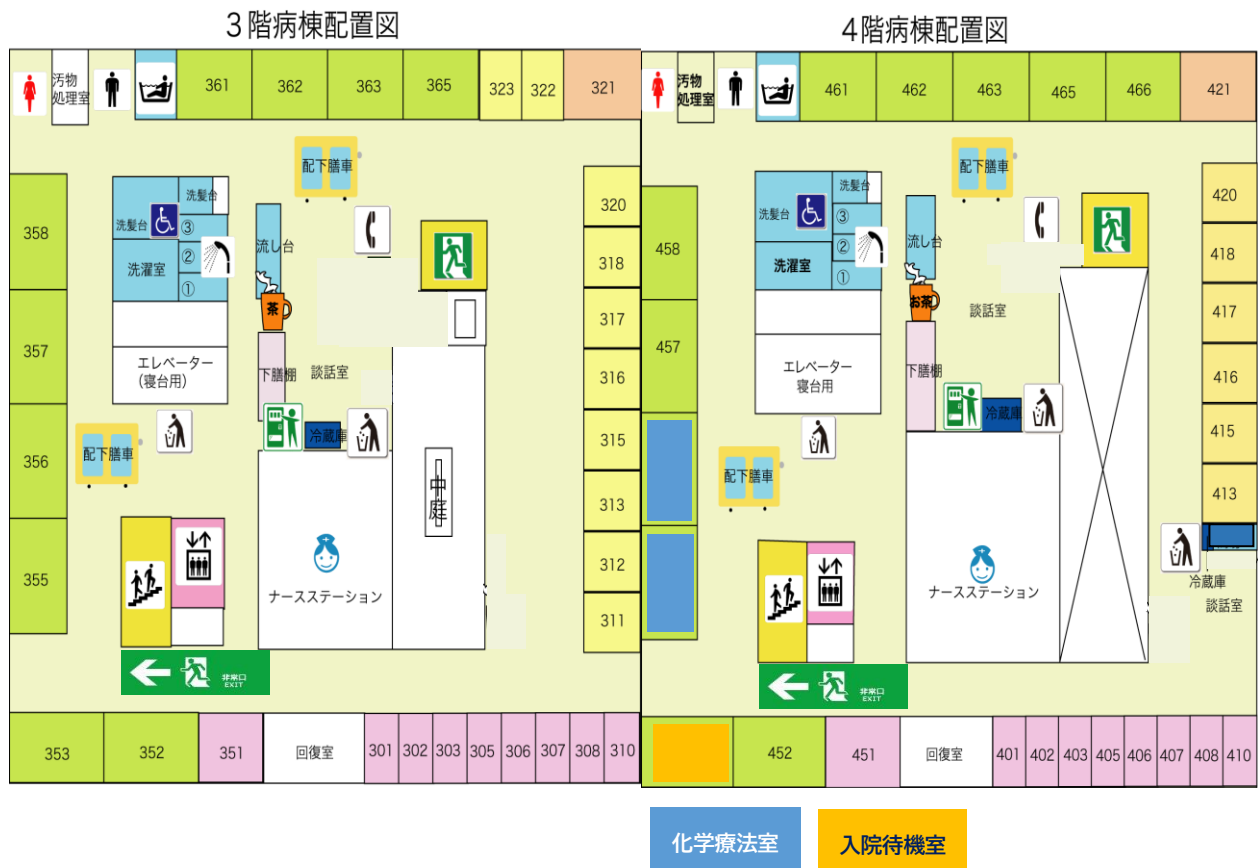 3階病棟配置図
汚物
処理室
361
362
363
365
323
322
321
配下膳車
洗髪台
洗髪台
③
②
①
洗濯室
流し台
茶
エレベーター
(寝台用)
下膳棚
談話室
冷蔵庫
358
357
356
355
配下膳車
320
318
317
316
315
313
312
311
中庭
ナースステーション
非常口
EXIT
353
352
351
回復室
301
302
303
305
306
307
308
310
4階病棟配置図
汚物
処理室
461
462
463
465
466
421
配下膳車
洗髪台
洗髪台
③
②
①
洗濯室
流し台
お茶
談話室
エレベーター
寝台用
下膳棚
冷蔵庫
458
457
配下膳車
420
418
417
416
415
413
冷蔵庫
談話室
ナースステーション
非常口
EXIT
452
451
回復室
401
402
403
405
406
407
408
410
化学療法室
入院待機室